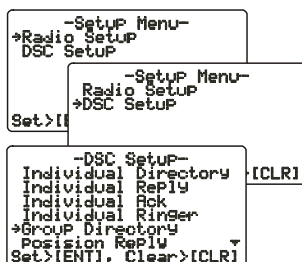 -Setup Menu-
→Radio Setup
DSC Setup
Set>[E
-Setup Menu-
Radio Setup
→DSC Setup
[CLR]
-DSC Setup-
Individual Directory
Individual Reply
Individual Ack
Individual Ringer
→Group Directory
Posision Reply ▼
Set>[ENT], Clear>[CLR]